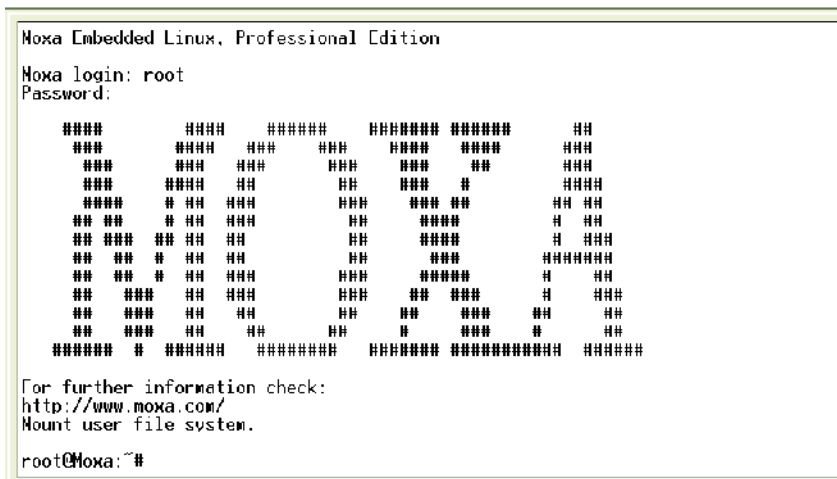 Moxa Embedded Linux, Professional Edition
Moxa login: root
Password:
MOXA
For further information check:
http://www.moxa.com/
Mount user file system.
root@Moxa:~#